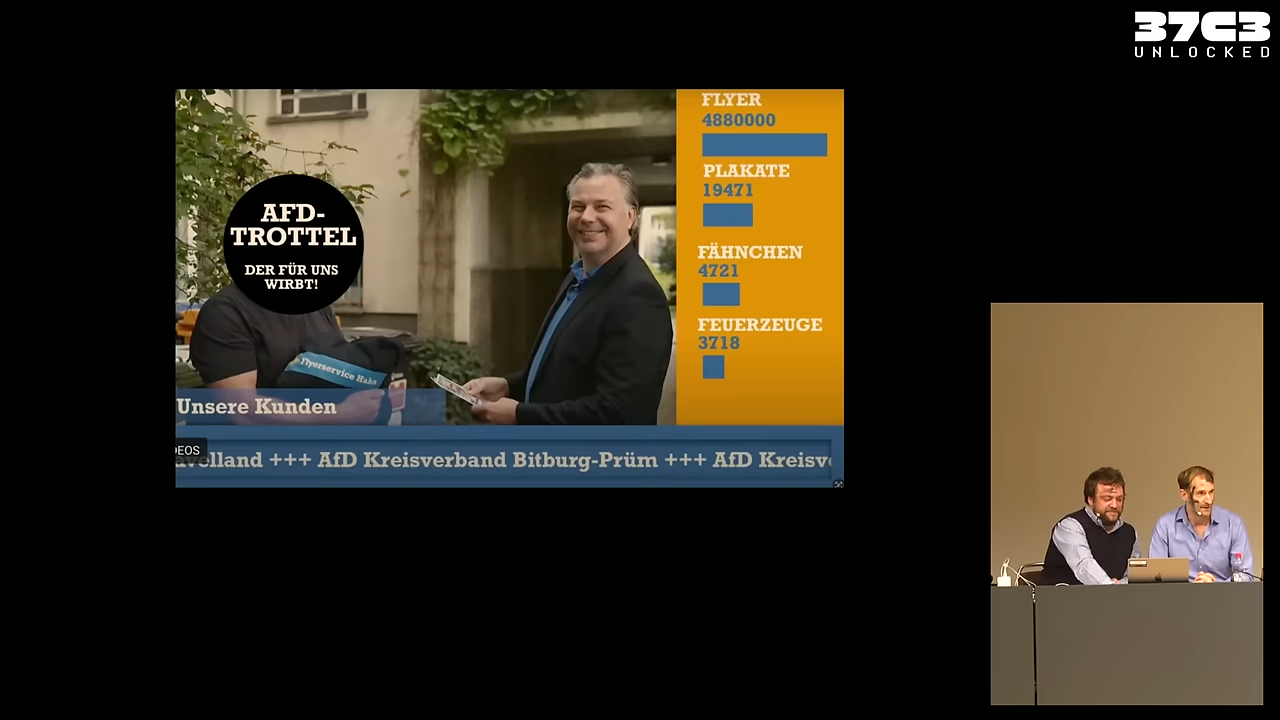 37C3
UNLOCKED
FLYER
4880000
PLAKATE
19471
FÄHNCHEN
4721
FEUERZEUGE
3718
AFD-
TROTTEL
DER FÜR UNS
WIRBT!
Flyerservice Hahn
Unsere Kunden
DEOS
avelland +++ AfD Kreisverband Bitburg-Prüm +++ AfD Kreisv